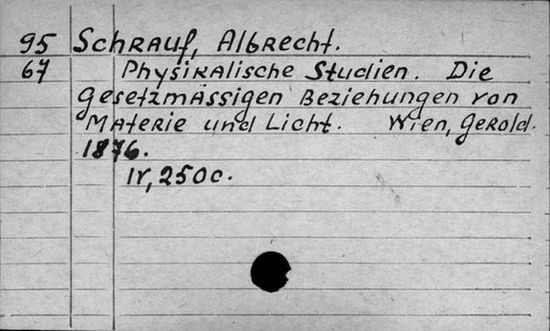 95 Schrauf, Albrecht.
67 Physikalische Studien. Die
gesetzmässigen Beziehungen von
Materie und Licht. Wien, Gerold.
1876.
IV, 250 c.